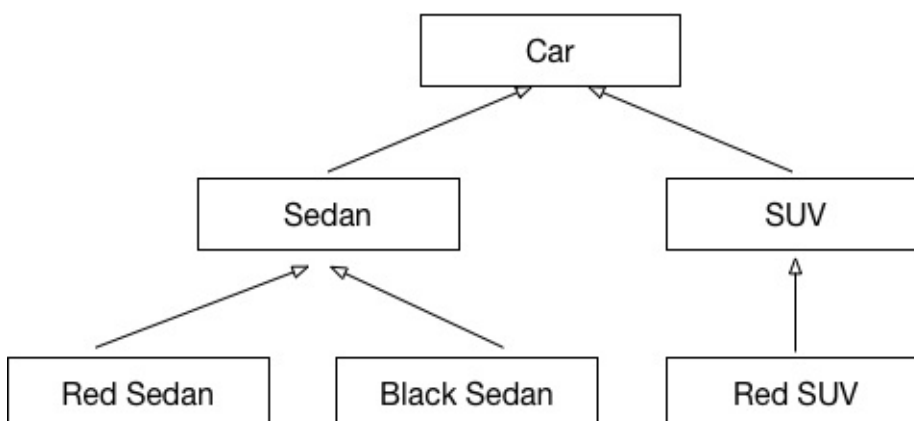 Car
Sedan
SUV
Red Sedan
Black Sedan
Red SUV